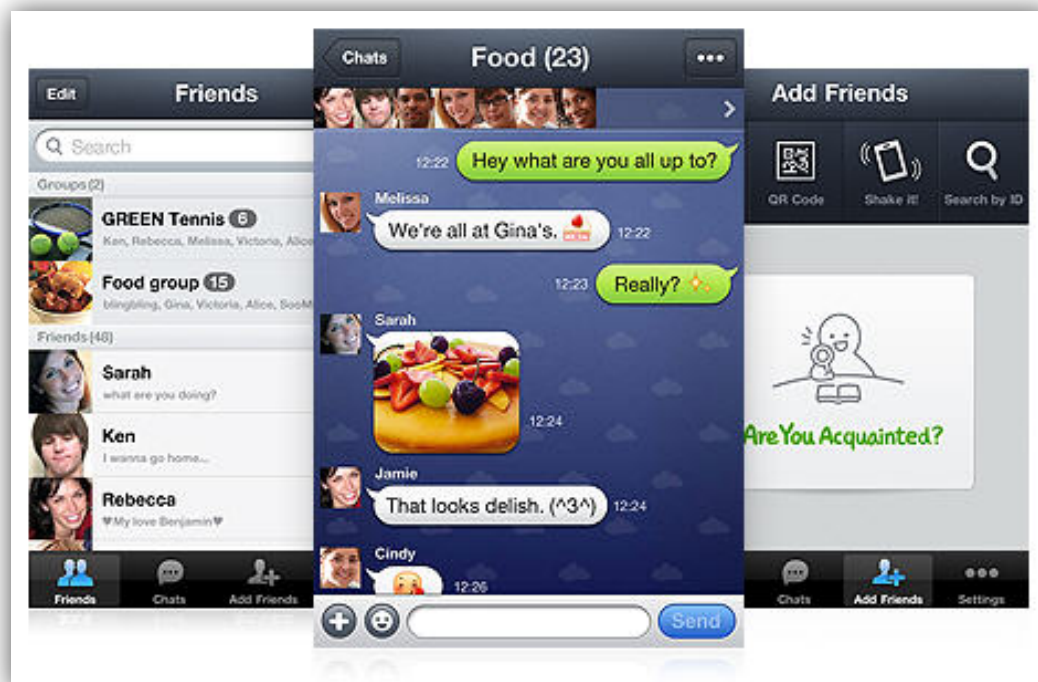 Edit
Friends
Search
Groups (2)
GREEN Tennis 6
Ken, Rebecca, Melissa, Victoria, Alice
Food group 15
blingbling, Gina, Victoria, Alice, SooM
Friends (48)
Sarah
what are you doing?
Ken
I wanna go home...
Rebecca
♥My love Benjamin♥
Friends
Chats
Add Friends
Chats
Food (23)
12:22
Hey what are you all up to?
Melissa
We're all at Gina's.
12:22
12:23
Really?
Sarah
12:24
Jamie
That looks delish. (^3^)
12:24
Cindy
12:26
Send
Add Friends
QR Code
Shake it!
Search by ID
Are You Acquainted?
Chats
Add Friends
Settings